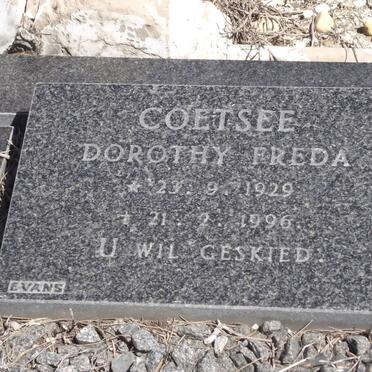 COETSEE
DOROTHY FREDA
* 23. 9. 1929
+ 21. 2. 1996
U WIL GESKIED.
EVANS